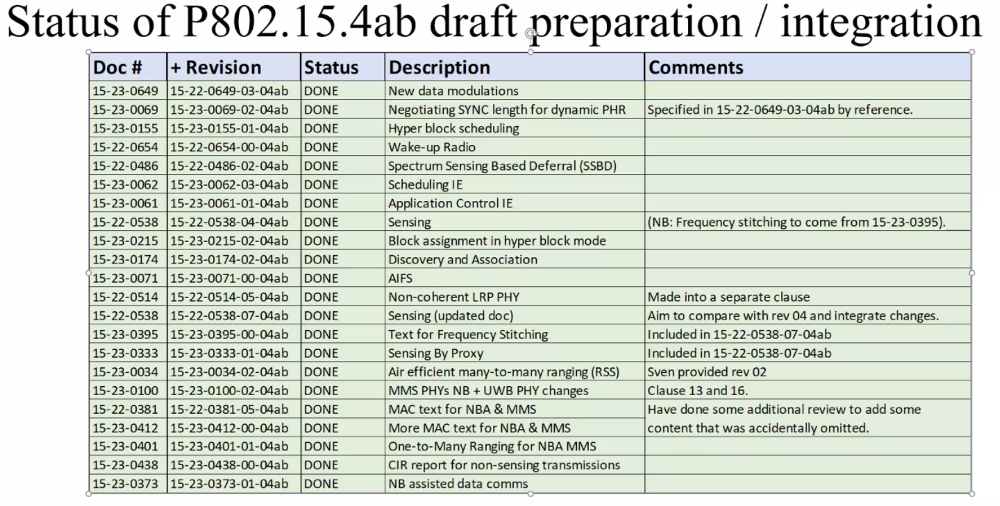 Status of P802.15.4ab draft preparation / integration
Doc # + Revision Status Description Comments
15-23-0649 15-22-0649-03-04ab DONE New data modulations
15-23-0069 15-23-0069-02-04ab DONE Negotiating SYNC length for dynamic PHR Specified in 15-22-0649-03-04ab by reference.
15-23-0155 15-23-0155-01-04ab DONE Hyper block scheduling
15-22-0654 15-22-0654-00-04ab DONE Wake-up Radio
15-22-0486 15-22-0486-02-04ab DONE Spectrum Sensing Based Deferral (SSBD)
15-23-0062 15-23-0062-03-04ab DONE Scheduling IE
15-23-0061 15-23-0061-01-04ab DONE Application Control IE
15-22-0538 15-22-0538-04-04ab DONE Sensing (NB: Frequency stitching to come from 15-23-0395).
15-23-0215 15-23-0215-02-04ab DONE Block assignment in hyper block mode
15-23-0174 15-23-0174-02-04ab DONE Discovery and Association
15-23-0071 15-23-0071-00-04ab DONE AIFS
15-22-0514 15-22-0514-05-04ab DONE Non-coherent LRP PHY Made into a separate clause
15-22-0538 15-22-0538-07-04ab DONE Sensing (updated doc) Aim to compare with rev 04 and integrate changes.
15-23-0395 15-23-0395-00-04ab DONE Text for Frequency Stitching Included in 15-22-0538-07-04ab
15-23-0333 15-23-0333-01-04ab DONE Sensing By Proxy Included in 15-22-0538-07-04ab
15-23-0034 15-23-0034-02-04ab DONE Air efficient many-to-many ranging (RSS) Sven provided rev 02
15-23-0100 15-23-0100-02-04ab DONE MMS PHYs NB + UWB PHY changes Clause 13 and 16.
15-22-0381 15-22-0381-05-04ab DONE MAC text for NBA & MMS Have done some additional review to add some
15-23-0412 15-23-0412-00-04ab DONE More MAC text for NBA & MMS content that was accidentally omitted.
15-23-0401 15-23-0401-01-04ab DONE One-to-Many Ranging for NBA MMS
15-23-0438 15-23-0438-00-04ab DONE CIR report for non-sensing transmissions
15-23-0373 15-23-0373-01-04ab DONE NB assisted data comms